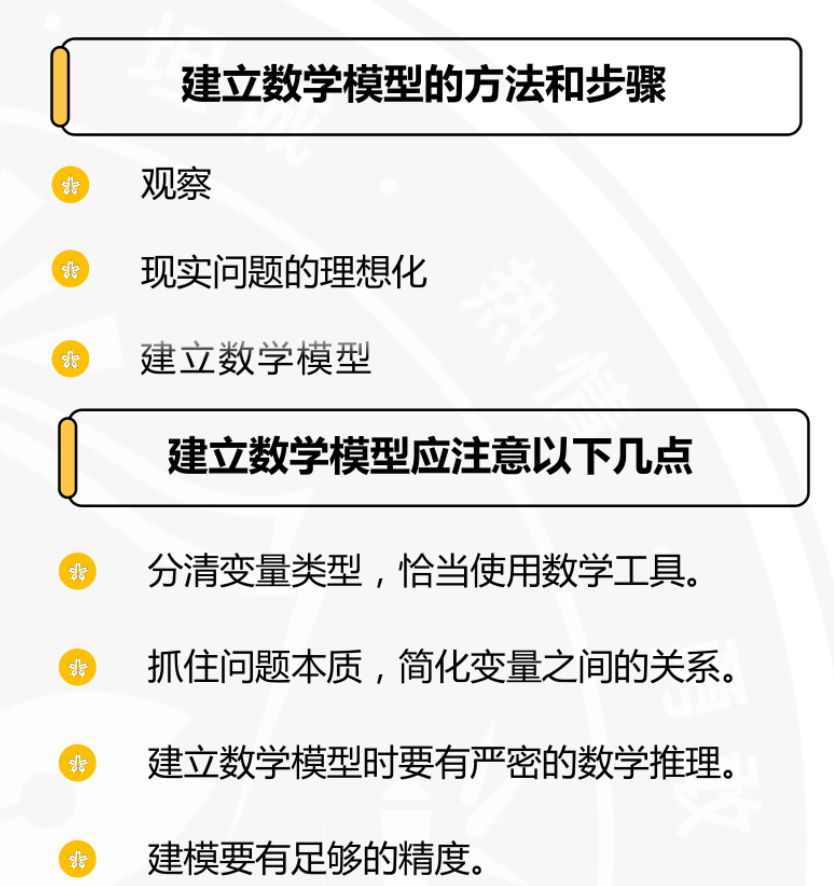 建立数学模型的方法和步骤
观察
现实问题的理想化
建立数学模型
建立数学模型应注意以下几点
分清变量类型，恰当使用数学工具。
抓住问题本质，简化变量之间的关系。
建立数学模型时要有严密的数学推理。
建模要有足够的精度。